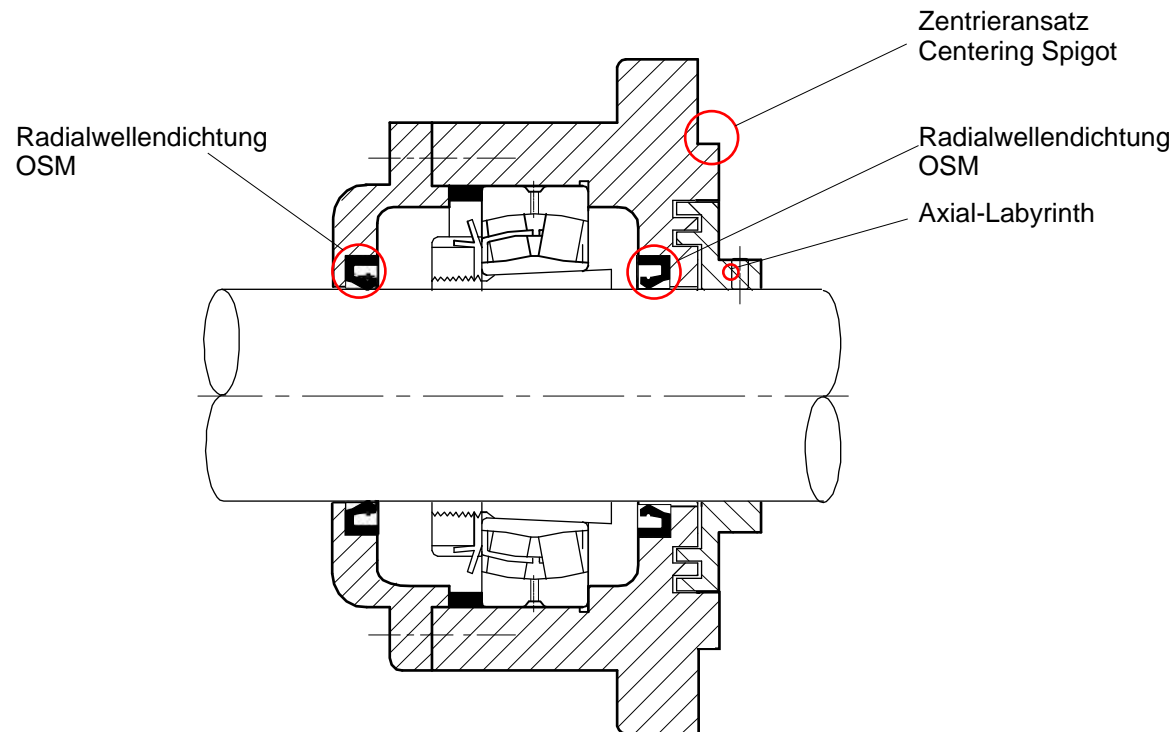 Zentrieransatz
Centering Spigot
Radialwellendichtung
OSM
Radialwellendichtung
OSM
Axial-Labyrinth